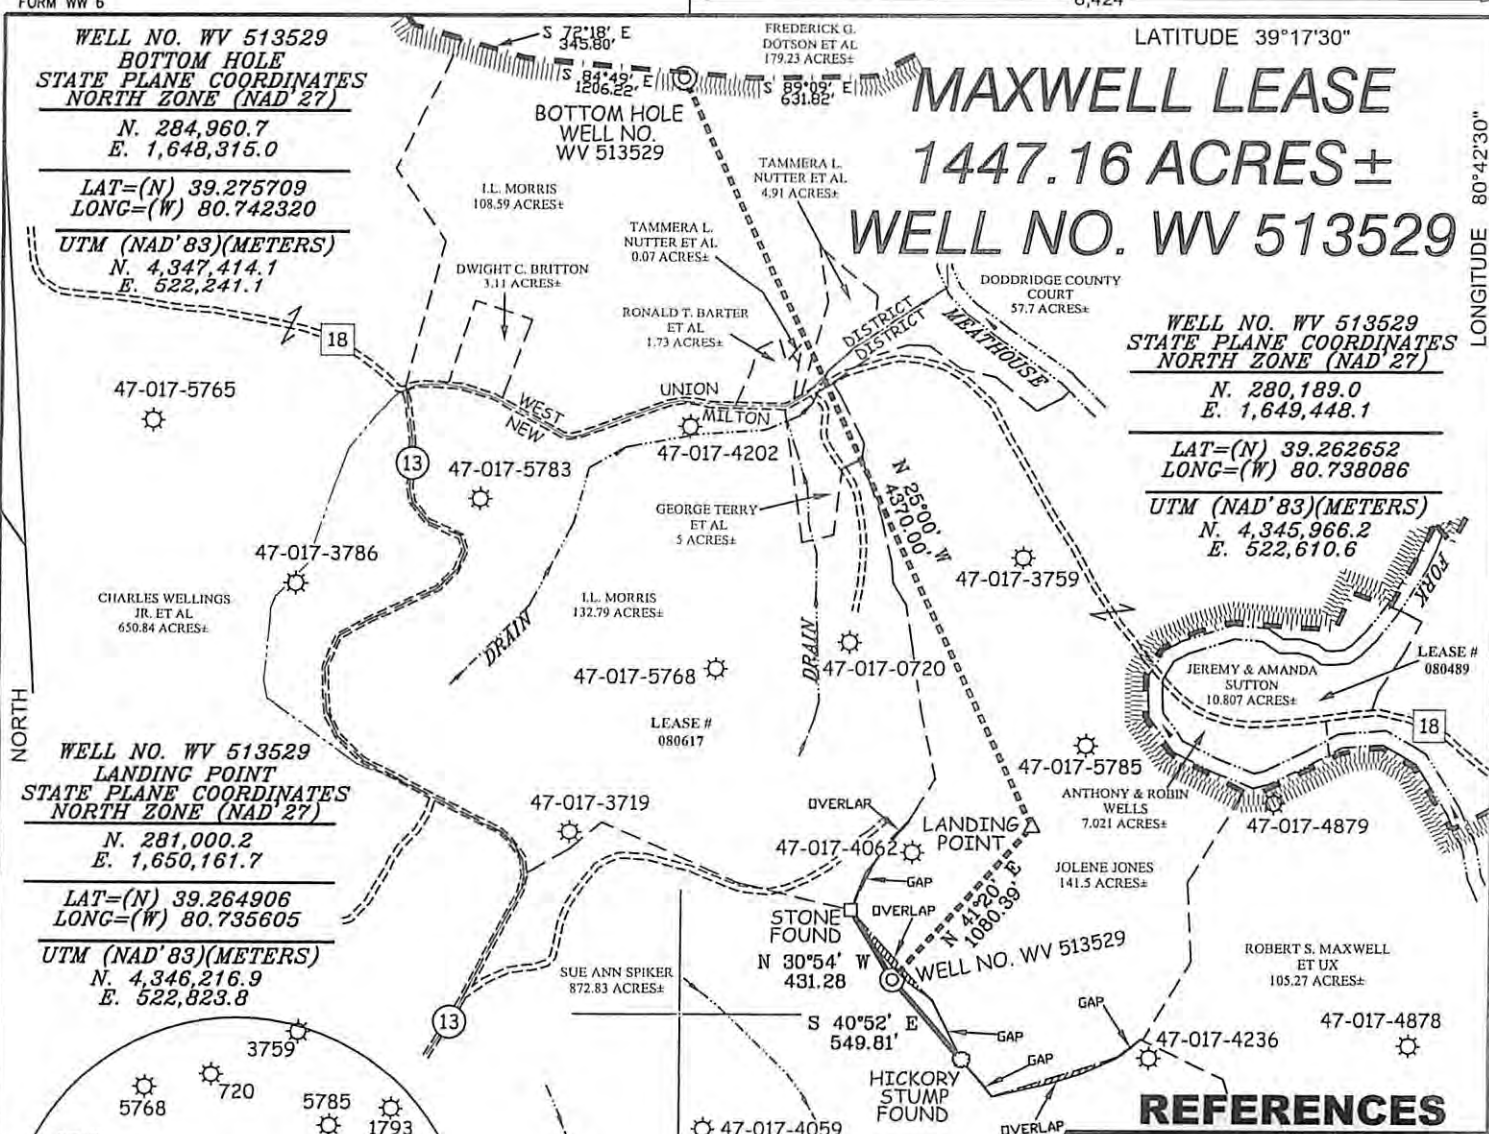 FORM WW 6
8,424'
WELL NO. WV 513529
BOTTOM HOLE
STATE PLANE COORDINATES
NORTH ZONE (NAD'27)
N. 284,960.7
E. 1,648,315.0
LAT=(N) 39.275709
LONG=(W) 80.742320
UTM (NAD'83)(METERS)
N. 4,347,414.1
E. 522,241.1
S 72°18' E
345.80'
FREDERICK G.
DOTSON ET AL
179.23 ACRES±
S 84°49' E
1206.22'
S 89°09' E
631.82'
BOTTOM HOLE
WELL NO.
WV 513529
LATITUDE 39°17'30"
MAXWELL LEASE
1447.16 ACRES±
WELL NO. WV 513529
LONGITUDE 80°42'30"
I.L. MORRIS
108.59 ACRES±
TAMMERA L.
NUTTER ET AL
4.91 ACRES±
TAMMERA L.
NUTTER ET AL
0.07 ACRES±
DWIGHT C. BRITTON
3.11 ACRES±
RONALD T. BARTER
ET AL
1.73 ACRES±
DODDRIDGE COUNTY
COURT
57.7 ACRES±
DISTRICT
DISTRICT
MEATHOUSE
FORK
18
WEST
NEW
UNION
MILTON
WELL NO. WV 513529
STATE PLANE COORDINATES
NORTH ZONE (NAD'27)
N. 280,189.0
E. 1,649,448.1
LAT=(N) 39.262652
LONG=(W) 80.738086
UTM (NAD'83)(METERS)
N. 4,345,966.2
E. 522,610.6
47-017-5765
13
47-017-5783
47-017-4202
N 25°00' W
4370.00'
GEORGE TERRY
ET AL
5 ACRES±
47-017-3786
47-017-3759
CHARLES WELLINGS
JR. ET AL
650.84 ACRES±
I.L. MORRIS
132.79 ACRES±
DRAIN
DRAIN
47-017-0720
47-017-5768
LEASE #
080617
JEREMY & AMANDA
SUTTON
10.807 ACRES±
LEASE #
080489
18
NORTH
WELL NO. WV 513529
LANDING POINT
STATE PLANE COORDINATES
NORTH ZONE (NAD'27)
N. 281,000.2
E. 1,650,161.7
LAT=(N) 39.264906
LONG=(W) 80.735605
UTM (NAD'83)(METERS)
N. 4,346,216.9
E. 522,823.8
47-017-5785
ANTHONY & ROBIN
WELLS
7.021 ACRES±
47-017-4879
47-017-3719
OVERLAP
47-017-4062
LANDING
POINT
GAP
JOLENE JONES
141.5 ACRES±
STONE
FOUND
OVERLAP
N 41°20' E
1080.39'
N 30°54' W
431.28
WELL NO. WV 513529
ROBERT S. MAXWELL
ET UX
105.27 ACRES±
SUE ANN SPIKER
872.83 ACRES±
13
S 40°52' E
549.81'
GAP
GAP
GAP
47-017-4236
47-017-4878
HICKORY
STUMP
FOUND
OVERLAP
3759
720
5768
5785
1793
47-017-4059
REFERENCES